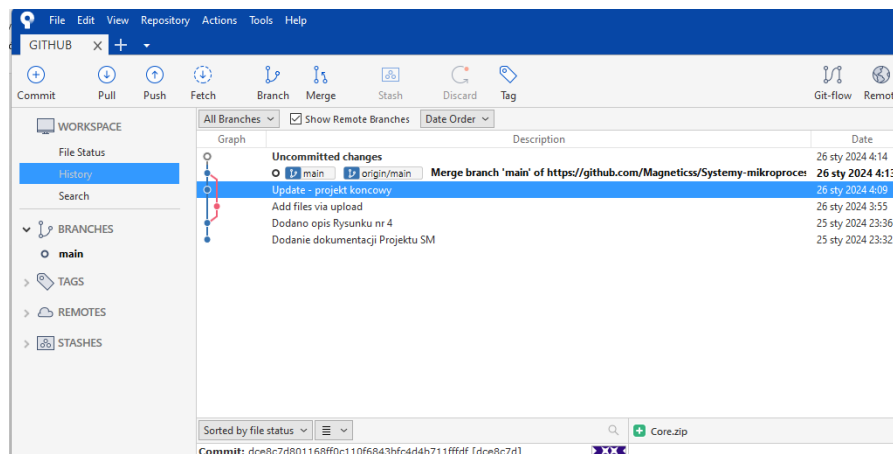 File Edit View Repository Actions Tools Help
GITHUB
Commit Pull Push Fetch Branch Merge Stash Discard Tag Git-flow Remot
WORKSPACE
File Status
History
Search
BRANCHES
main
TAGS
REMOTES
STASHES
All Branches Show Remote Branches Date Order
Graph Description Date
Uncommitted changes 26 sty 2024 4:14
main origin/main Merge branch 'main' of https://github.com/Magneticss/Systemy-mikroproces 26 sty 2024 4:13
Update - projekt koncowy 26 sty 2024 4:09
Add files via upload 26 sty 2024 3:55
Dodano opis Rysunku nr 4 25 sty 2024 23:36
Dodanie dokumentacji Projektu SM 25 sty 2024 23:32
Sorted by file status Core.zip
Commit: dce8c7d801168ff0c110f6843bfc4d4b711fffdf [dce8c7d]